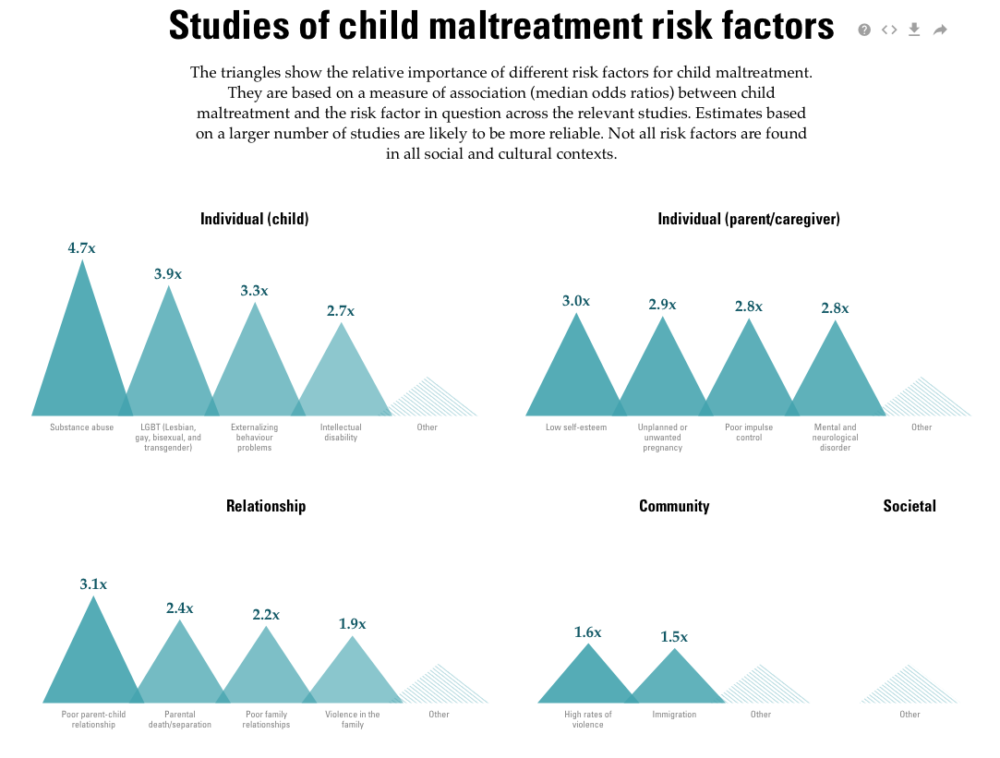 Studies of child maltreatment risk factors
The triangles show the relative importance of different risk factors for child maltreatment.
They are based on a measure of association (median odds ratios) between child
maltreatment and the risk factor in question across the relevant studies. Estimates based
on a larger number of studies are likely to be more reliable. Not all risk factors are found
in all social and cultural contexts.
Individual (child)
4.7x
3.9x
3.3x
2.7x
Substance abuse
LGBT (Lesbian,
gay, bisexual, and
transgender)
Externalizing
behaviour
problems
Intellectual
disability
Other
Individual (parent/caregiver)
3.0x
2.9x
2.8x
2.8x
Low self-esteem
Unplanned or
unwanted
pregnancy
Poor impulse
control
Mental and
neurological
disorder
Other
Relationship
3.1x
2.4x
2.2x
1.9x
Poor parent-child
relationship
Parental
death/separation
Poor family
relationships
Violence in the
family
Other
Community
1.6x
1.5x
High rates of
violence
Immigration
Other
Societal
Other